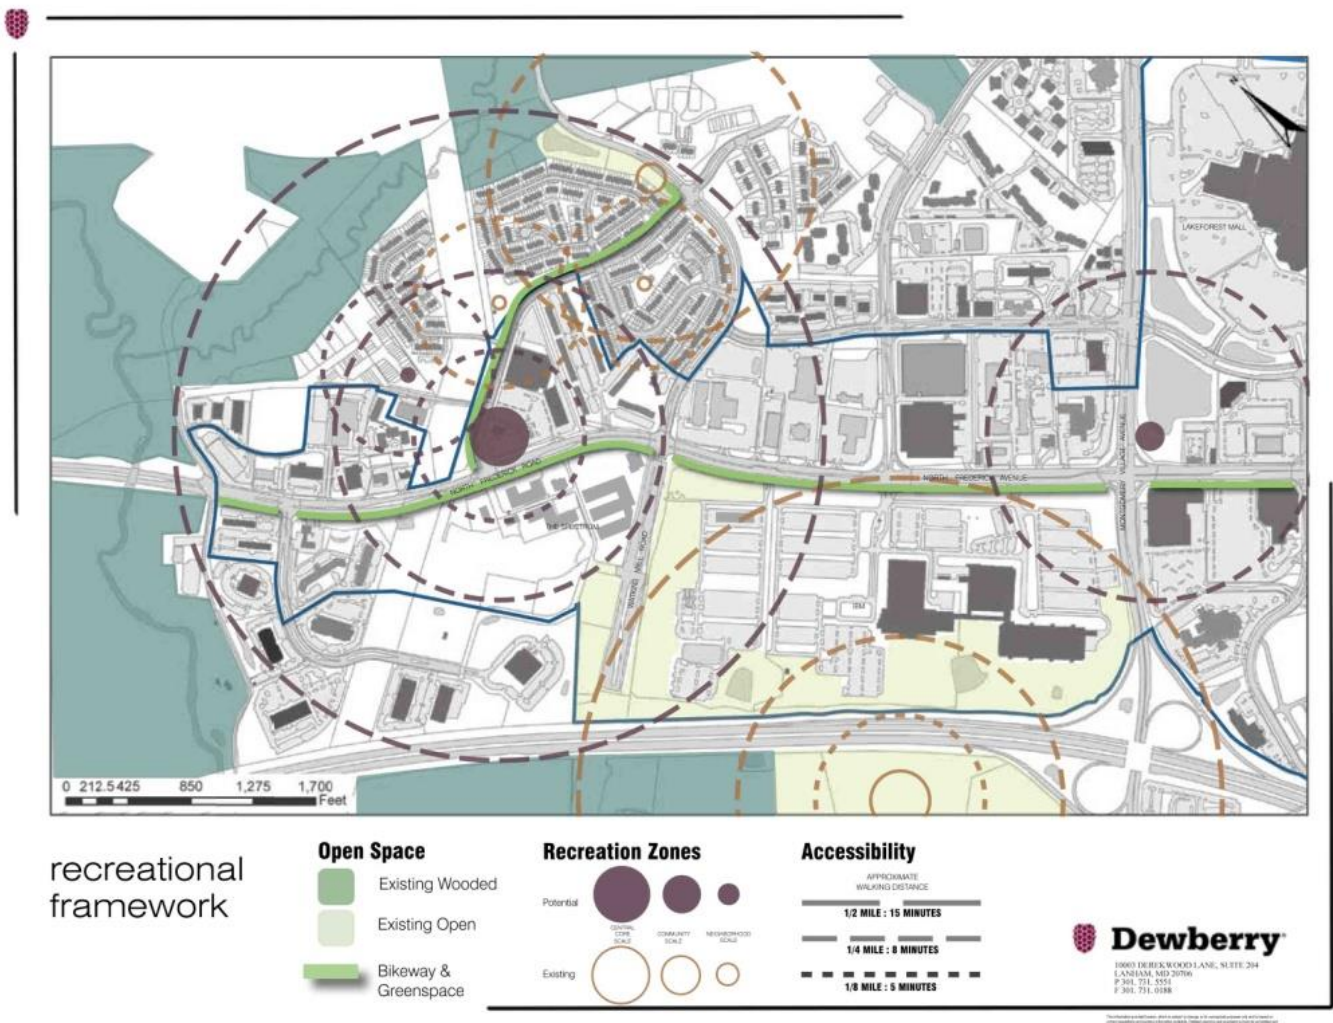 N
LAKEFOREST MALL
MONTGOMERY VILLAGE AVENUE
NORTH FREDERICK ROAD
NORTH FREDERICK AVENUE
THE SPECTRUM
WATKINS MILL ROAD
IBM
0 212.5 425 850 1,275 1,700
Feet
recreational
framework
Open Space
Existing Wooded
Existing Open
Bikeway &
Greenspace
Recreation Zones
Potential
CENTRAL
CORE
SCALE
COMMUNITY
SCALE
NEIGHBORHOOD
SCALE
Existing
Accessibility
APPROXIMATE
WALKING DISTANCE
1/2 MILE : 15 MINUTES
1/4 MILE : 8 MINUTES
1/8 MILE : 5 MINUTES
Dewberry
10003 DEREKWOOD LANE, SUITE 204
LANHAM, MD 20706
P 301. 731. 5551
F 301. 731. 0188